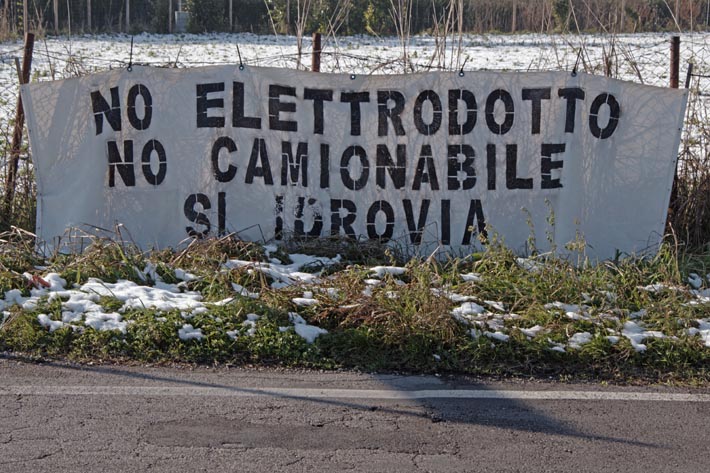 NO ELETTRODOTTO
NO CAMIONABILE
SI IDROVIA